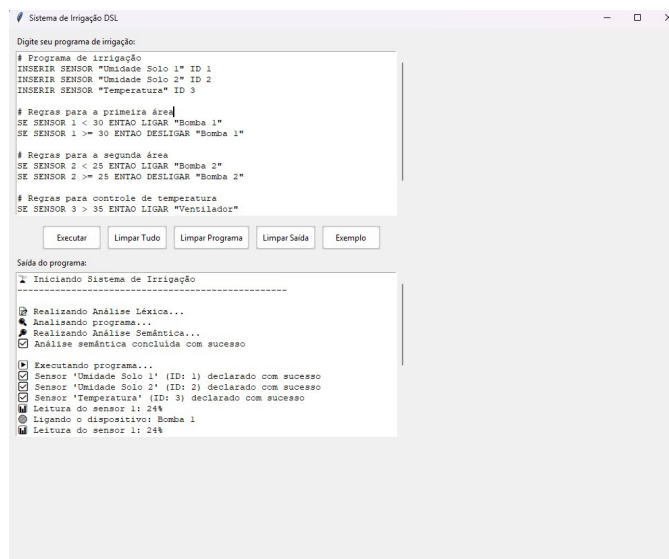 Sistema de Irrigação DSL
Digite seu programa de irrigação:
# Programa de irrigação
INSERIR SENSOR "Umidade Solo 1" ID 1
INSERIR SENSOR "Umidade Solo 2" ID 2
INSERIR SENSOR "Temperatura" ID 3
# Regras para a primeira área
SE SENSOR 1 < 30 ENTAO LIGAR "Bomba 1"
SE SENSOR 1 >= 30 ENTAO DESLIGAR "Bomba 1"
# Regras para a segunda área
SE SENSOR 2 < 25 ENTAO LIGAR "Bomba 2"
SE SENSOR 2 >= 25 ENTAO DESLIGAR "Bomba 2"
# Regras para controle de temperatura
SE SENSOR 3 > 35 ENTAO LIGAR "Ventilador"
Executar Limpar Tudo Limpar Programa Limpar Saída Exemplo
Saída do programa:
Iniciando Sistema de Irrigação
--------------------------------------------------
Realizando Análise Léxica...
Analisando programa...
Realizando Análise Semântica...
Análise semântica concluída com sucesso
Executando programa...
Sensor 'Umidade Solo 1' (ID: 1) declarado com sucesso
Sensor 'Umidade Solo 2' (ID: 2) declarado com sucesso
Sensor 'Temperatura' (ID: 3) declarado com sucesso
Leitura do sensor 1: 24%
Ligando o dispositivo: Bomba 1
Leitura do sensor 1: 24%